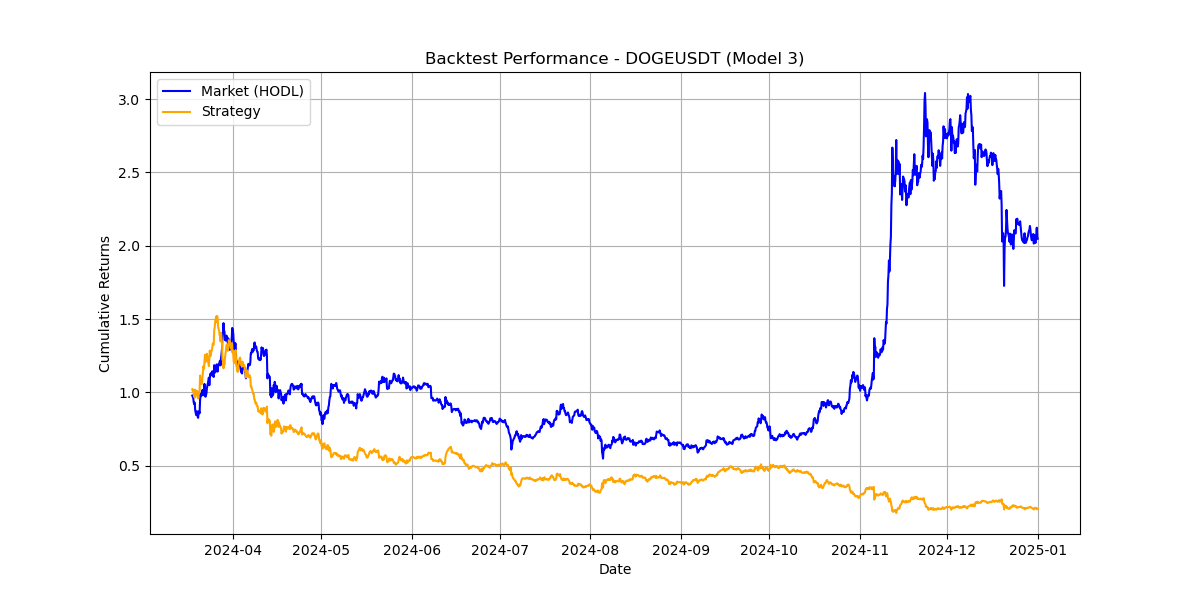 Backtest Performance - DOGEUSDT (Model 3)
Market (HODL)
Strategy
Cumulative Returns
3.0
2.5
2.0
1.5
1.0
0.5
2024-04 2024-05 2024-06 2024-07 2024-08 2024-09 2024-10 2024-11 2024-12 2025-01
Date